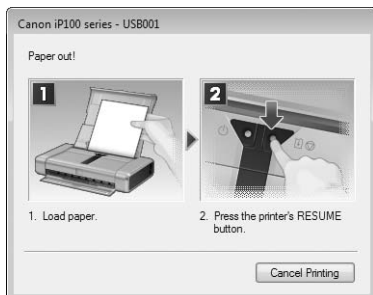 Canon iP100 series - USB001
Paper out!
1
2
1. Load paper.
2. Press the printer's RESUME
button.
Cancel Printing